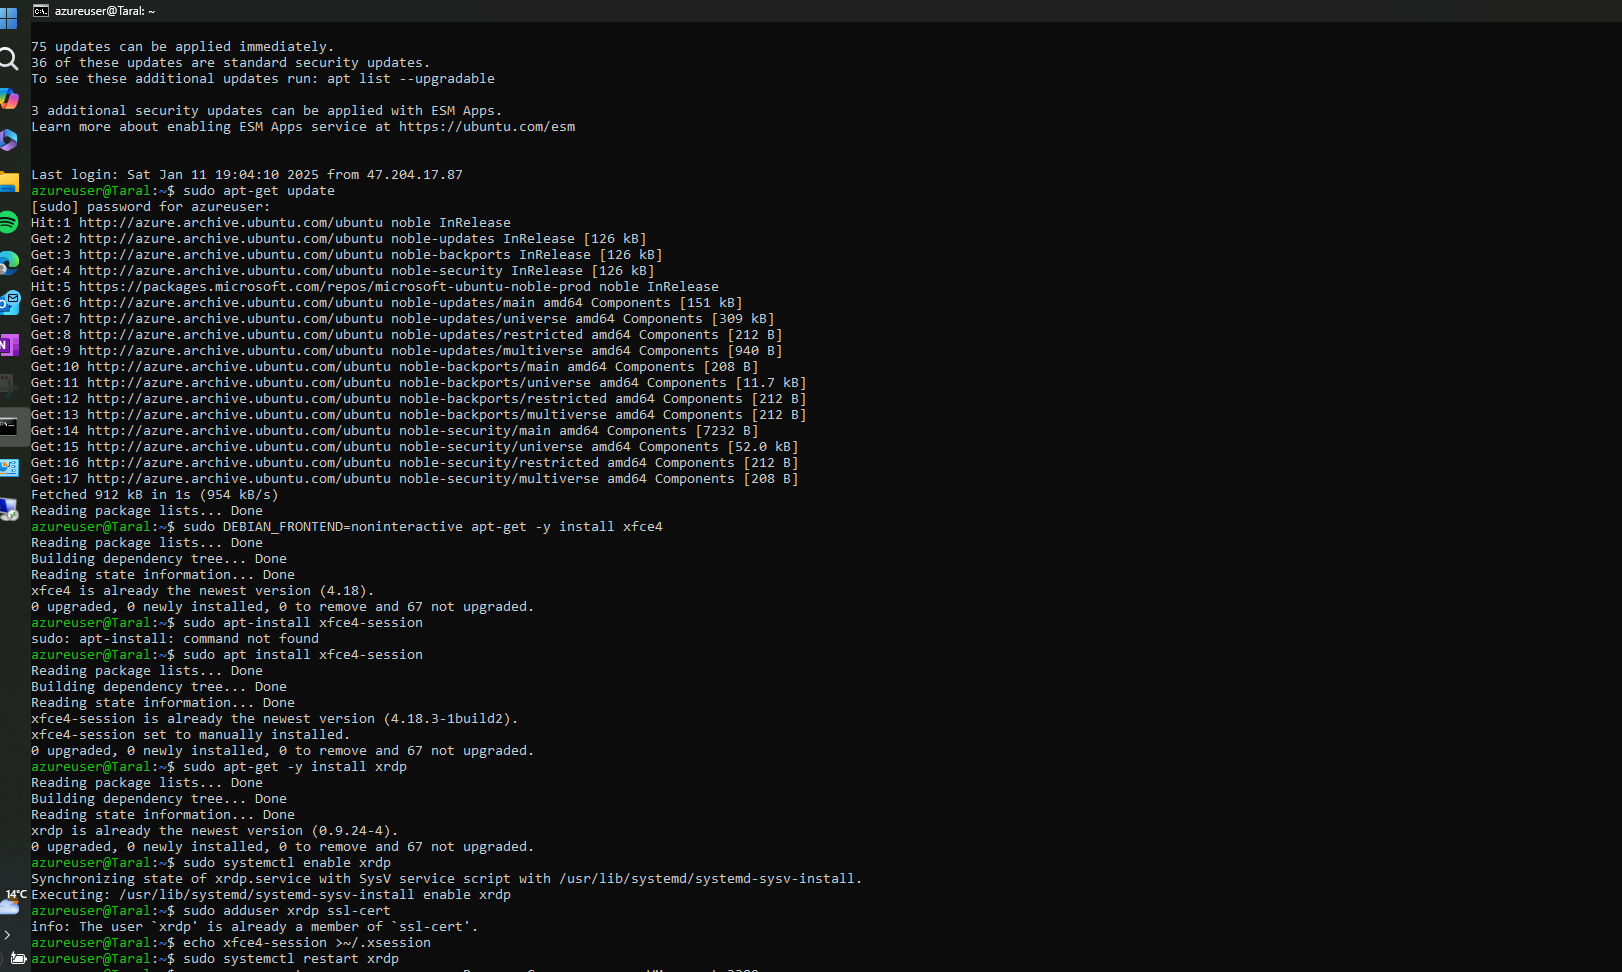 azureuser@Taral: ~
75 updates can be applied immediately.
36 of these updates are standard security updates.
To see these additional updates run: apt list --upgradable
3 additional security updates can be applied with ESM Apps.
Learn more about enabling ESM Apps service at https://ubuntu.com/esm
Last login: Sat Jan 11 19:04:10 2025 from 47.204.17.87
azureuser@Taral:~$ sudo apt-get update
[sudo] password for azureuser:
Hit:1 http://azure.archive.ubuntu.com/ubuntu noble InRelease
Get:2 http://azure.archive.ubuntu.com/ubuntu noble-updates InRelease [126 kB]
Get:3 http://azure.archive.ubuntu.com/ubuntu noble-backports InRelease [126 kB]
Get:4 http://azure.archive.ubuntu.com/ubuntu noble-security InRelease [126 kB]
Hit:5 https://packages.microsoft.com/repos/microsoft-ubuntu-noble-prod noble InRelease
Get:6 http://azure.archive.ubuntu.com/ubuntu noble-updates/main amd64 Components [151 kB]
Get:7 http://azure.archive.ubuntu.com/ubuntu noble-updates/universe amd64 Components [309 kB]
Get:8 http://azure.archive.ubuntu.com/ubuntu noble-updates/restricted amd64 Components [212 B]
Get:9 http://azure.archive.ubuntu.com/ubuntu noble-updates/multiverse amd64 Components [940 B]
Get:10 http://azure.archive.ubuntu.com/ubuntu noble-backports/main amd64 Components [208 B]
Get:11 http://azure.archive.ubuntu.com/ubuntu noble-backports/universe amd64 Components [11.7 kB]
Get:12 http://azure.archive.ubuntu.com/ubuntu noble-backports/restricted amd64 Components [212 B]
Get:13 http://azure.archive.ubuntu.com/ubuntu noble-backports/multiverse amd64 Components [212 B]
Get:14 http://azure.archive.ubuntu.com/ubuntu noble-security/main amd64 Components [7232 B]
Get:15 http://azure.archive.ubuntu.com/ubuntu noble-security/universe amd64 Components [52.0 kB]
Get:16 http://azure.archive.ubuntu.com/ubuntu noble-security/restricted amd64 Components [212 B]
Get:17 http://azure.archive.ubuntu.com/ubuntu noble-security/multiverse amd64 Components [208 B]
Fetched 912 kB in 1s (954 kB/s)
Reading package lists... Done
azureuser@Taral:~$ sudo DEBIAN_FRONTEND=noninteractive apt-get -y install xfce4
Reading package lists... Done
Building dependency tree... Done
Reading state information... Done
xfce4 is already the newest version (4.18).
0 upgraded, 0 newly installed, 0 to remove and 67 not upgraded.
azureuser@Taral:~$ sudo apt-install xfce4-session
sudo: apt-install: command not found
azureuser@Taral:~$ sudo apt install xfce4-session
Reading package lists... Done
Building dependency tree... Done
Reading state information... Done
xfce4-session is already the newest version (4.18.3-1build2).
xfce4-session set to manually installed.
0 upgraded, 0 newly installed, 0 to remove and 67 not upgraded.
azureuser@Taral:~$ sudo apt-get -y install xrdp
Reading package lists... Done
Building dependency tree... Done
Reading state information... Done
xrdp is already the newest version (0.9.24-4).
0 upgraded, 0 newly installed, 0 to remove and 67 not upgraded.
azureuser@Taral:~$ sudo systemctl enable xrdp
Synchronizing state of xrdp.service with SysV service script with /usr/lib/systemd/systemd-sysv-install.
14°C
Executing: /usr/lib/systemd/systemd-sysv-install enable xrdp
azureuser@Taral:~$ sudo adduser xrdp ssl-cert
info: The user `xrdp' is already a member of `ssl-cert'.
azureuser@Taral:~$ echo xfce4-session >~/.xsession
azureuser@Taral:~$ sudo systemctl restart xrdp